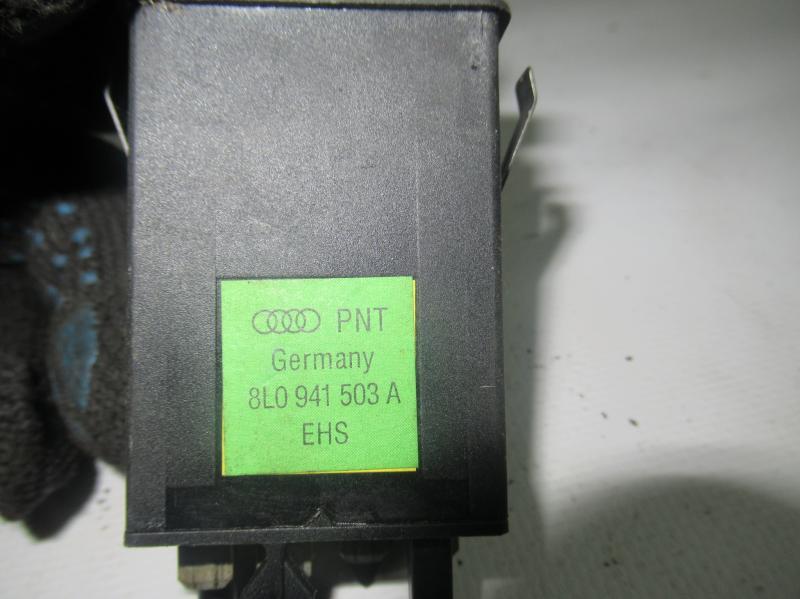 PNT
Germany
8L0 941 503 A
EHS